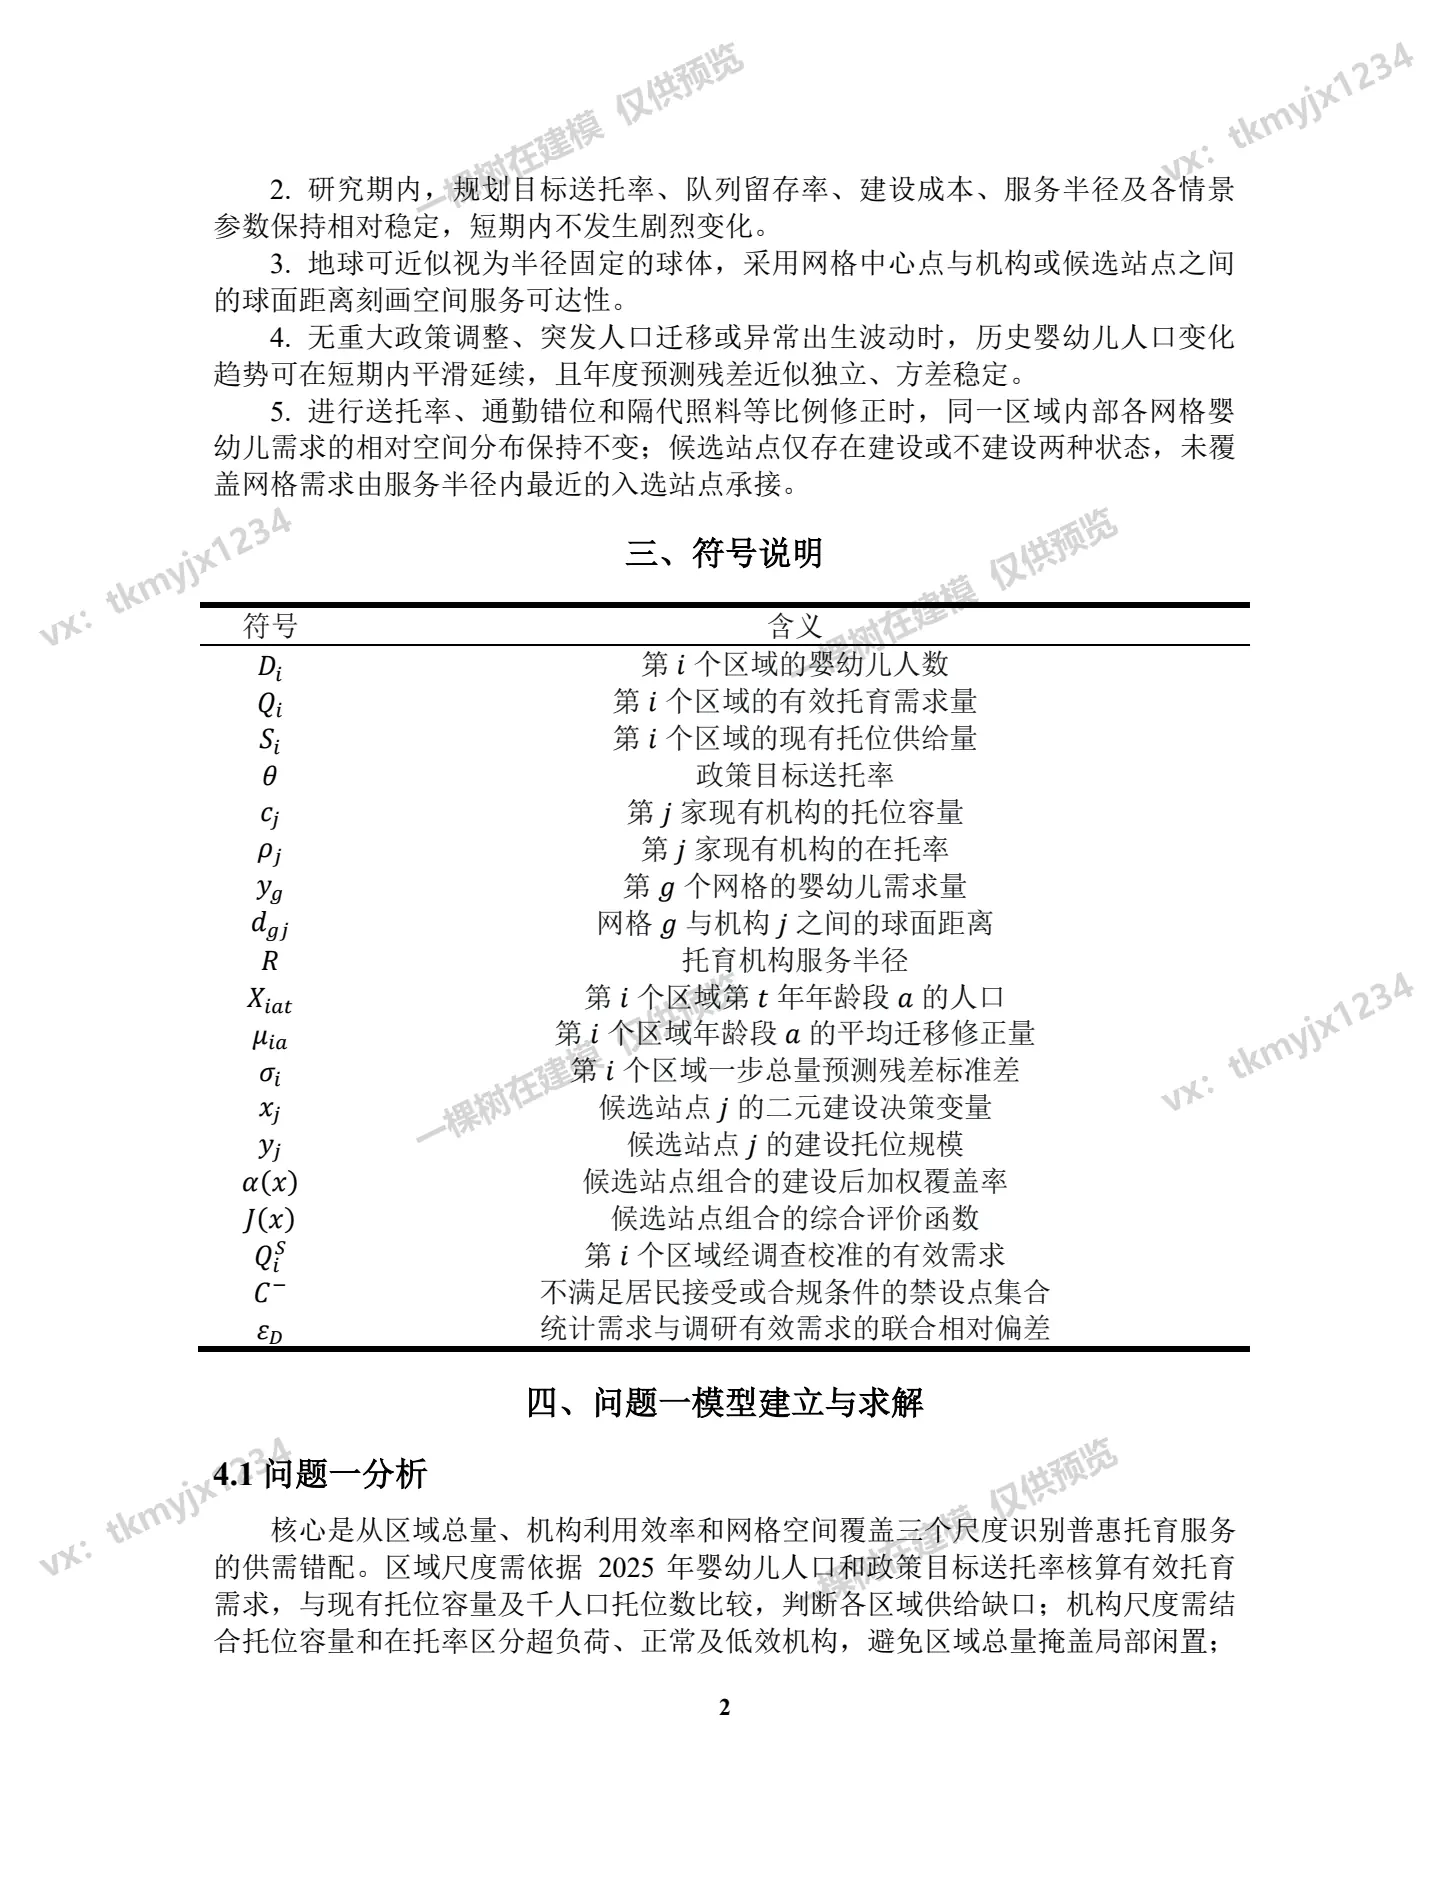 一棵树在建模 仅供预览
vx: tkmyjx1234
2. 研究期内，规划目标送托率、队列留存率、建设成本、服务半径及各情景
参数保持相对稳定，短期内不发生剧烈变化。
3. 地球可近似视为半径固定的球体，采用网格中心点与机构或候选站点之间
的球面距离刻画空间服务可达性。
4. 无重大政策调整、突发人口迁移或异常出生波动时，历史婴幼儿人口变化
趋势可在短期内平滑延续，且年度预测残差近似独立、方差稳定。
5. 进行送托率、通勤错位和隔代照料等比例修正时，同一区域内部各网格婴
幼儿需求的相对空间分布保持不变；候选站点仅存在建设或不建设两种状态，未覆
盖网格需求由服务半径内最近的入选站点承接。
vx: tkmyjx1234
一棵树在建模 仅供预览
三、符号说明
符号 含义
D_i 第 i 个区域的婴幼儿人数
Q_i 第 i 个区域的有效托育需求量
S_i 第 i 个区域的现有托位供给量
θ 政策目标送托率
c_j 第 j 家现有机构的托位容量
ρ_j 第 j 家现有机构的在托率
y_g 第 g 个网格的婴幼儿需求量
d_gj 网格 g 与机构 j 之间的球面距离
R 托育机构服务半径
X_iat 第 i 个区域第 t 年年龄段 a 的人口
μ_ia 第 i 个区域年龄段 a 的平均迁移修正量
σ_i 第 i 个区域一步总量预测残差标准差
x_j 候选站点 j 的二元建设决策变量
y_j 候选站点 j 的建设托位规模
α(x) 候选站点组合的建设后加权覆盖率
J(x) 候选站点组合的综合评价函数
Q_i^S 第 i 个区域经调查校准的有效需求
C^− 不满足居民接受或合规条件的禁设点集合
ε_D 统计需求与调研有效需求的联合相对偏差
一棵树在建模 仅供预览
vx: tkmyjx1234
四、问题一模型建立与求解
4.1 问题一分析
vx: tkmyjx1234
一棵树在建模 仅供预览
核心是从区域总量、机构利用效率和网格空间覆盖三个尺度识别普惠托育服务
的供需错配。区域尺度需依据 2025 年婴幼儿人口和政策目标送托率核算有效托育
需求，与现有托位容量及千人口托位数比较，判断各区域供给缺口；机构尺度需结
合托位容量和在托率区分超负荷、正常及低效机构，避免区域总量掩盖局部闲置；
2